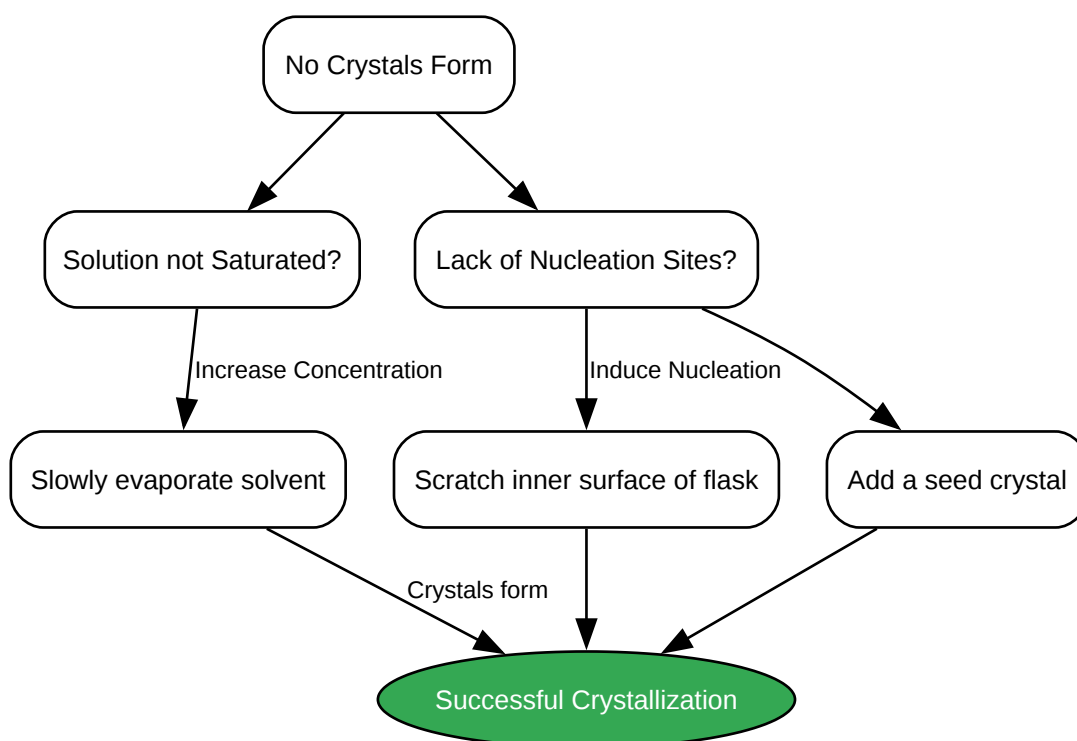 No Crystals Form
Solution not Saturated?
Lack of Nucleation Sites?
Increase Concentration
Induce Nucleation
Slowly evaporate solvent
Scratch inner surface of flask
Add a seed crystal
Crystals form
Successful Crystallization